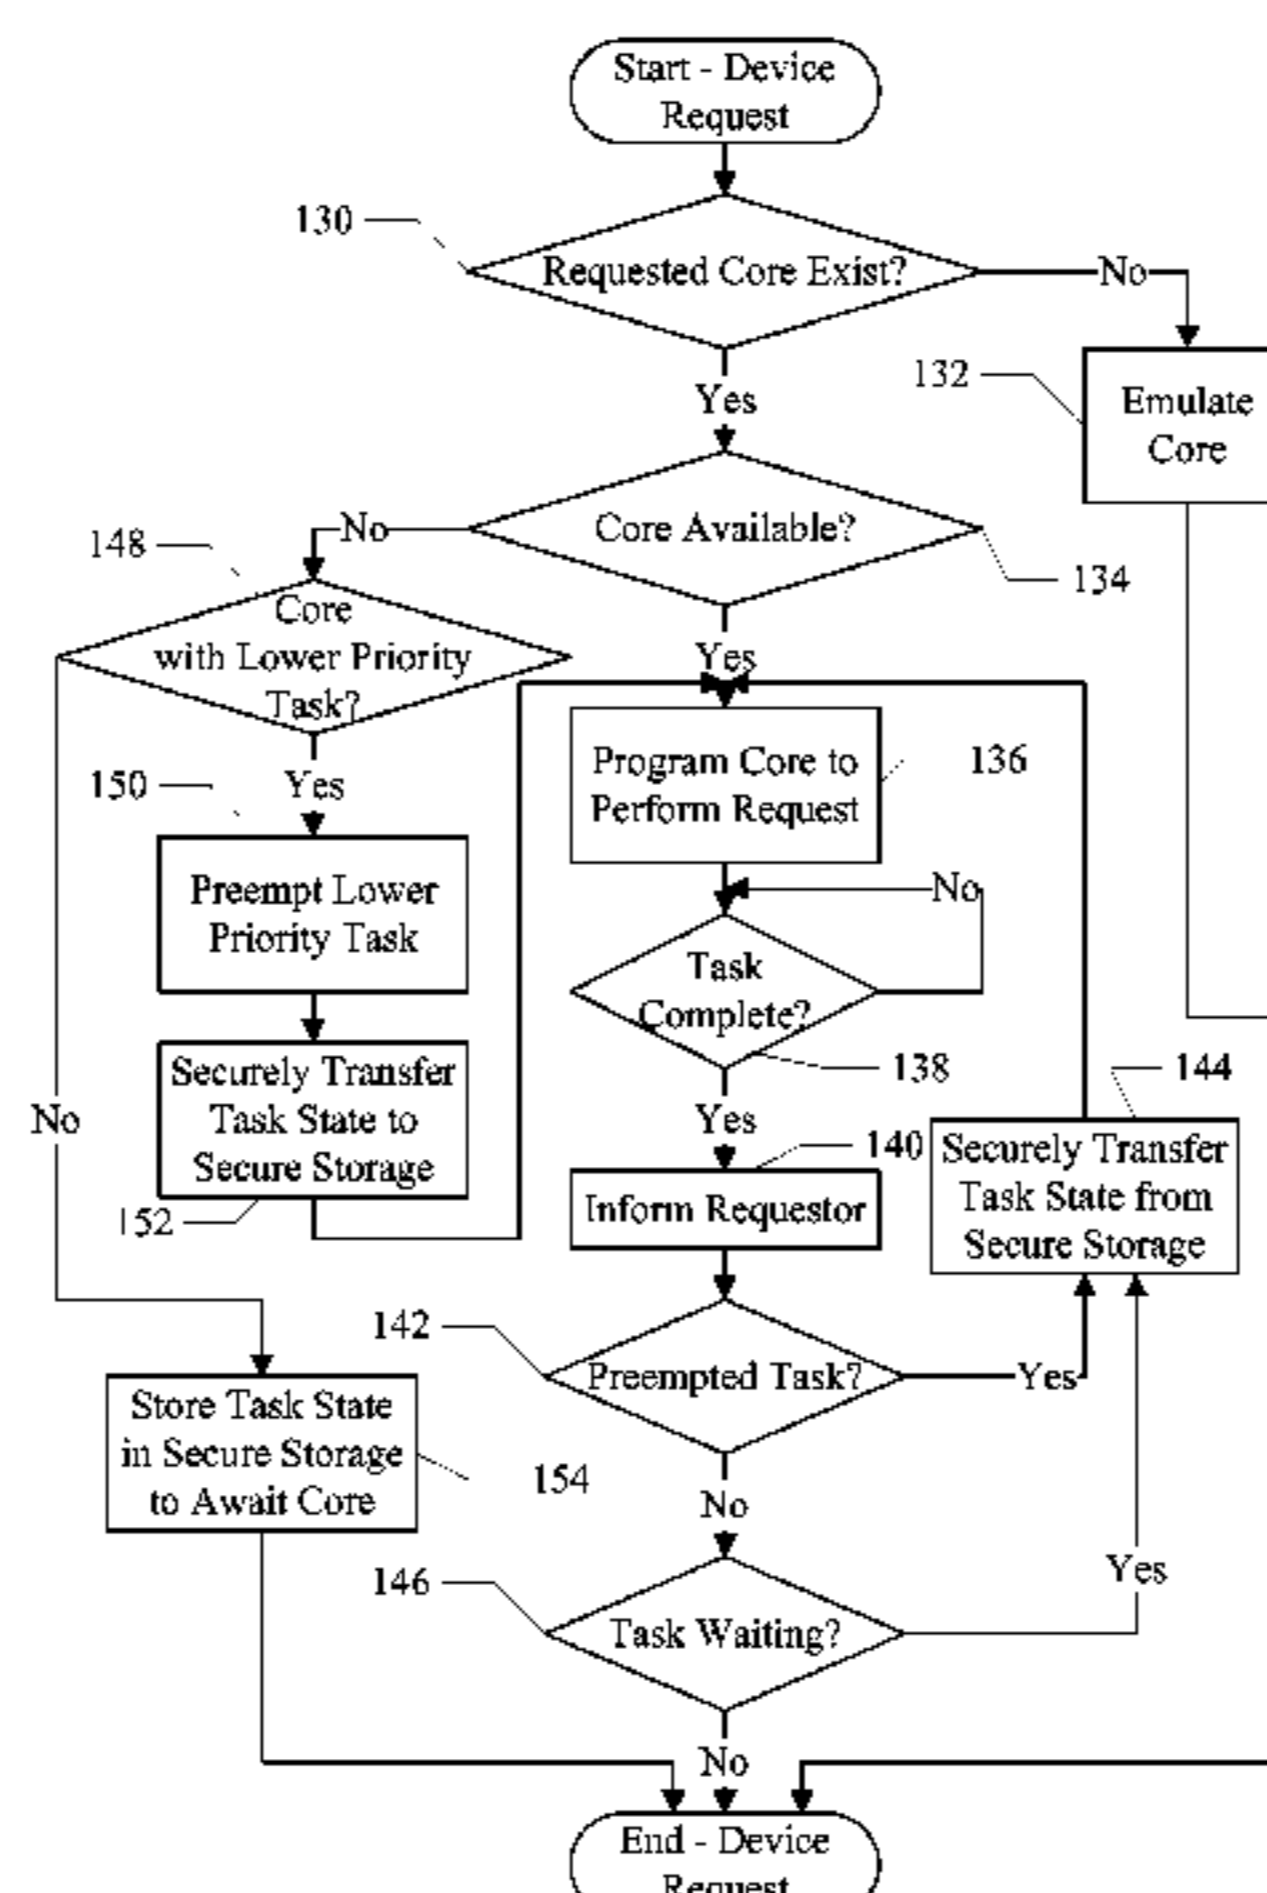 Start - Device
Request
130
Requested Core Exist?
No
132
Emulate
Core
Yes
Core Available?
134
No
148
Core
with Lower Priority
Task?
Yes
150
Yes
Program Core to
Perform Request
136
Preempt Lower
Priority Task
No
Task
Complete?
138
Securely Transfer
Task State to
Secure Storage
152
No
Yes
144
140
Inform Requestor
Securely Transfer
Task State from
Secure Storage
142
Preempted Task?
Yes
Store Task State
in Secure Storage
to Await Core
154
No
146
Task Waiting?
Yes
No
End - Device
Request